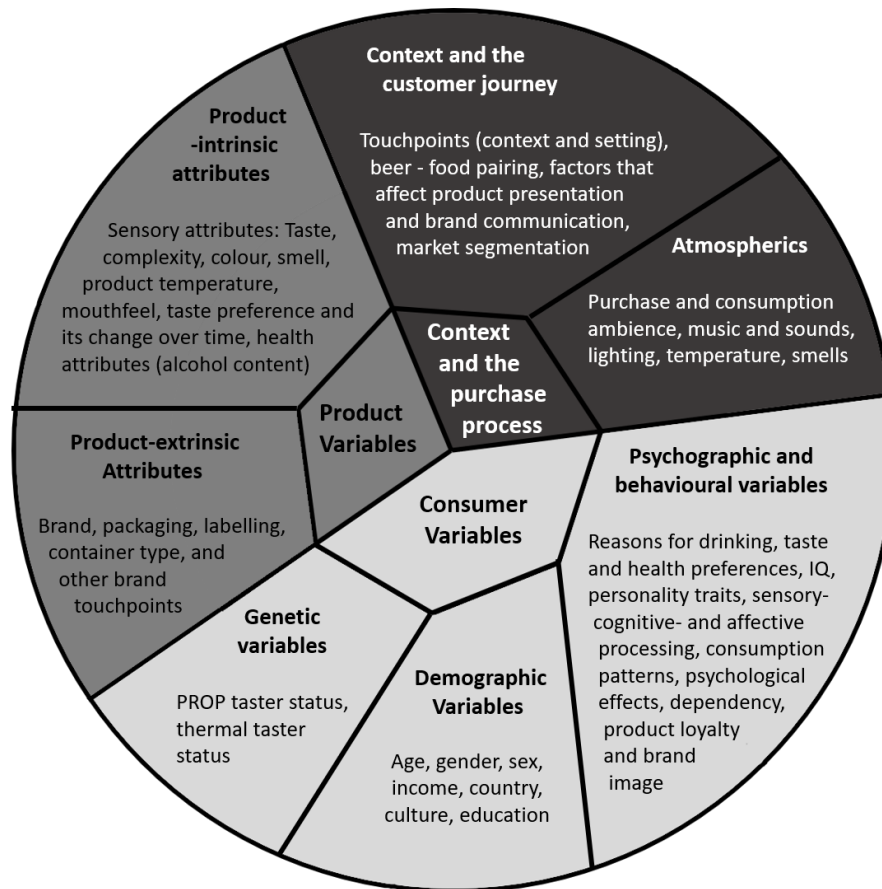 Context and the
customer journey
Touchpoints (context and setting),
beer - food pairing, factors that
affect product presentation
and brand communication,
market segmentation
Atmospherics
Purchase and consumption
ambience, music and sounds,
lighting, temperature, smells
Context
and the
purchase
process
Product
-intrinsic
attributes
Sensory attributes: Taste,
complexity, colour, smell,
product temperature,
mouthfeel, taste preference and
its change over time, health
attributes (alcohol content)
Product
Variables
Product-extrinsic
Attributes
Brand, packaging, labelling,
container type, and
other brand
touchpoints
Consumer
Variables
Psychographic and
behavioural variables
Reasons for drinking, taste
and health preferences, IQ,
personality traits, sensory-
cognitive- and affective
processing, consumption
patterns, psychological
effects, dependency,
product loyalty
and brand
image
Genetic
variables
PROP taster status,
thermal taster
status
Demographic
Variables
Age, gender, sex,
income, country,
culture, education